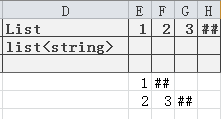 D E F G H
List 1 2 3 ##
list<string>
1 ##
2 3 ##